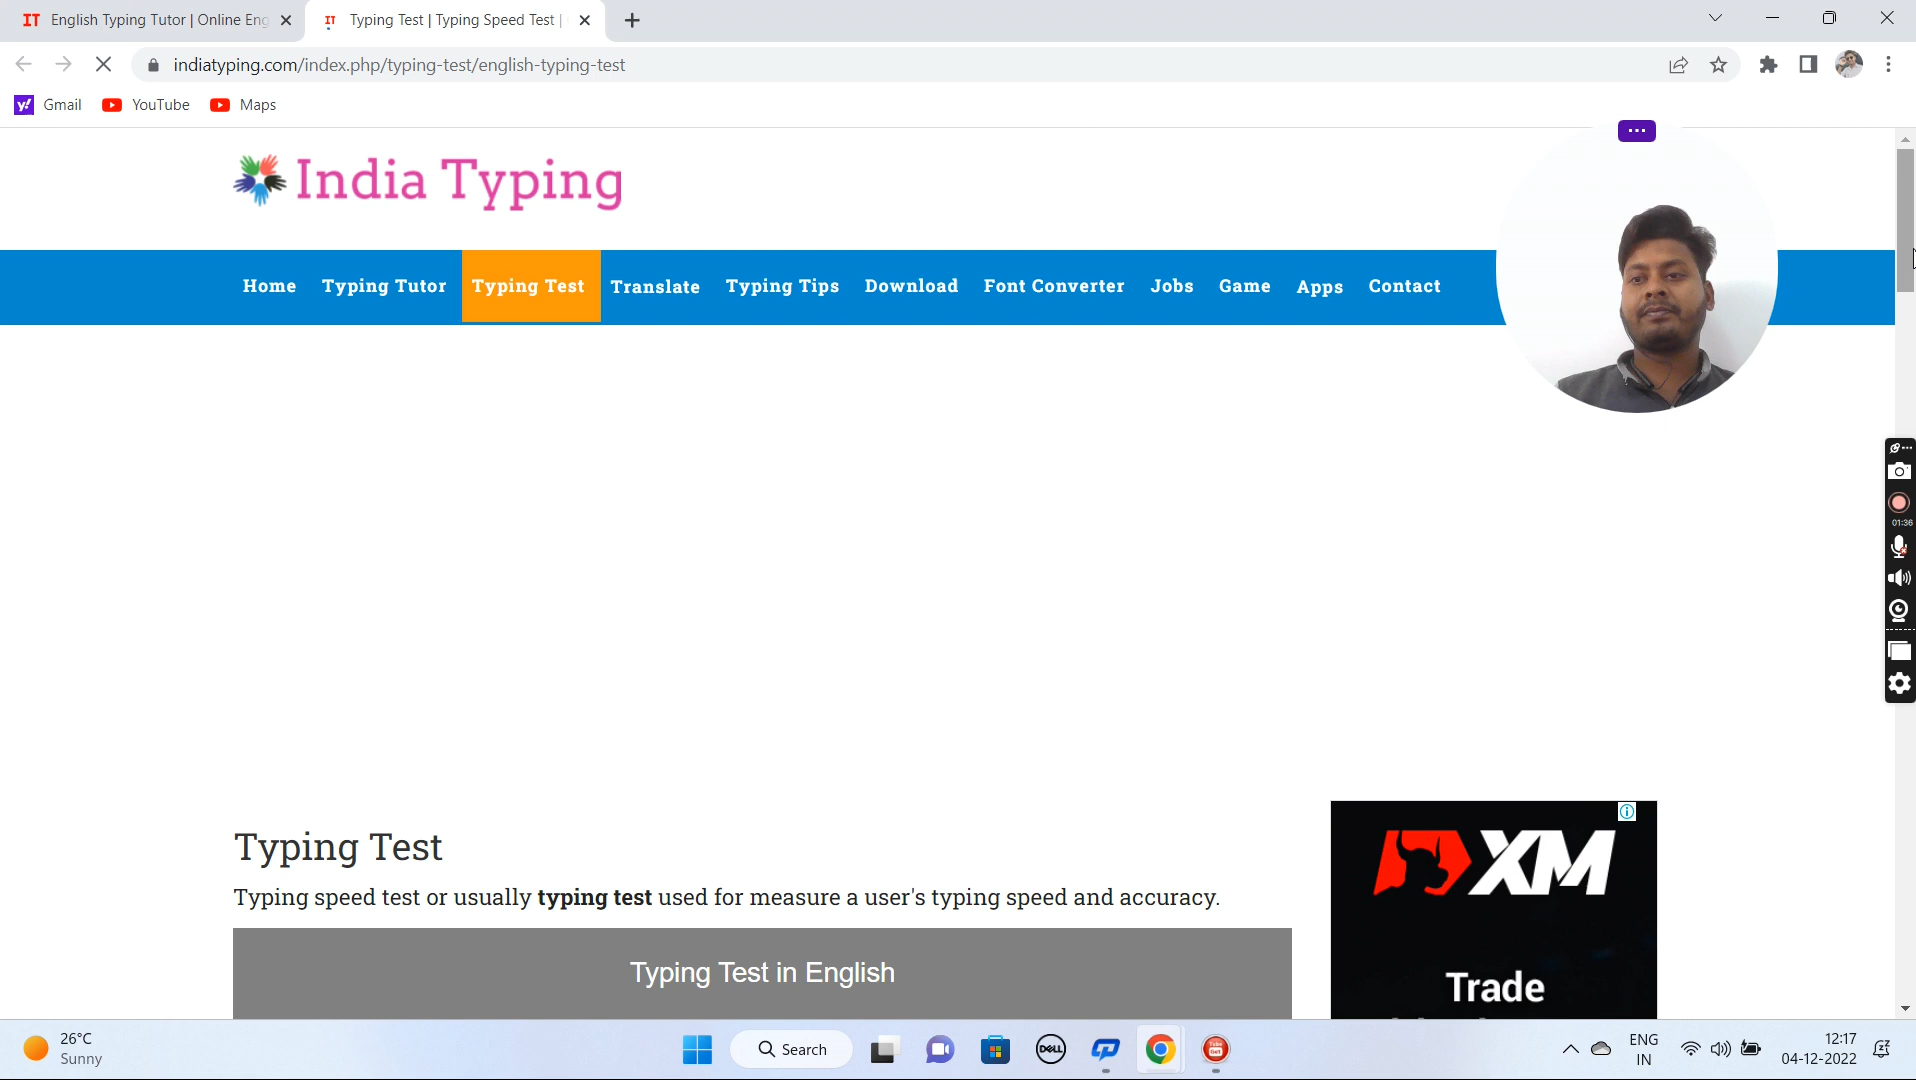 English Typing Tutor | Online Eng
Typing Test | Typing Speed Test |
indiatyping.com/index.php/typing-test/english-typing-test
Gmail
YouTube
Maps
India Typing
Home
Typing Tutor
Typing Test
Translate
Typing Tips
Download
Font Converter
Jobs
Game
Apps
Contact
01:36
Typing Test
Typing speed test or usually typing test used for measure a user's typing speed and accuracy.
Typing Test in English
XM
Trade
26°C
Sunny
Search
DELL
ENG
IN
12:17
04-12-2022